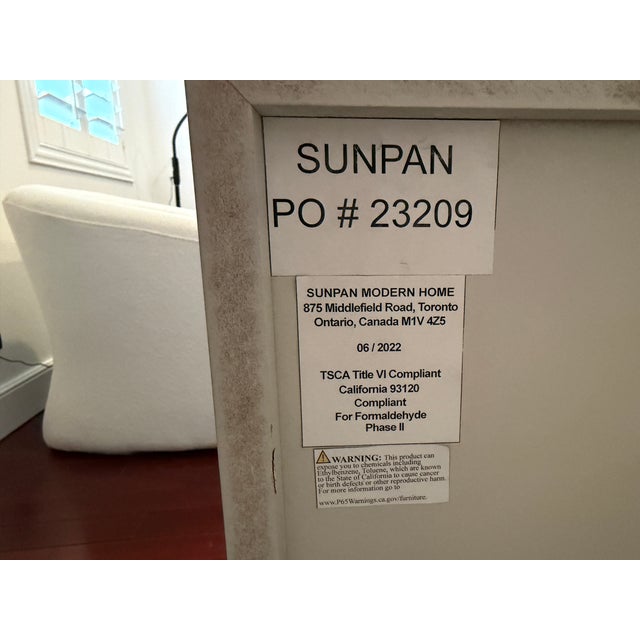 SUNPAN
PO # 23209
SUNPAN MODERN HOME
875 Middlefield Road, Toronto
Ontario, Canada M1V 4Z5
06 / 2022
TSCA Title VI Compliant
California 93120
Compliant
For Formaldehyde
Phase II
WARNING: This product can
expose you to chemicals including
Ethylbenzene, Toluene, which are known
to the State of California to cause cancer
or birth defects or other reproductive harm.
For more information go to
www.P65Warnings.ca.gov/furniture.